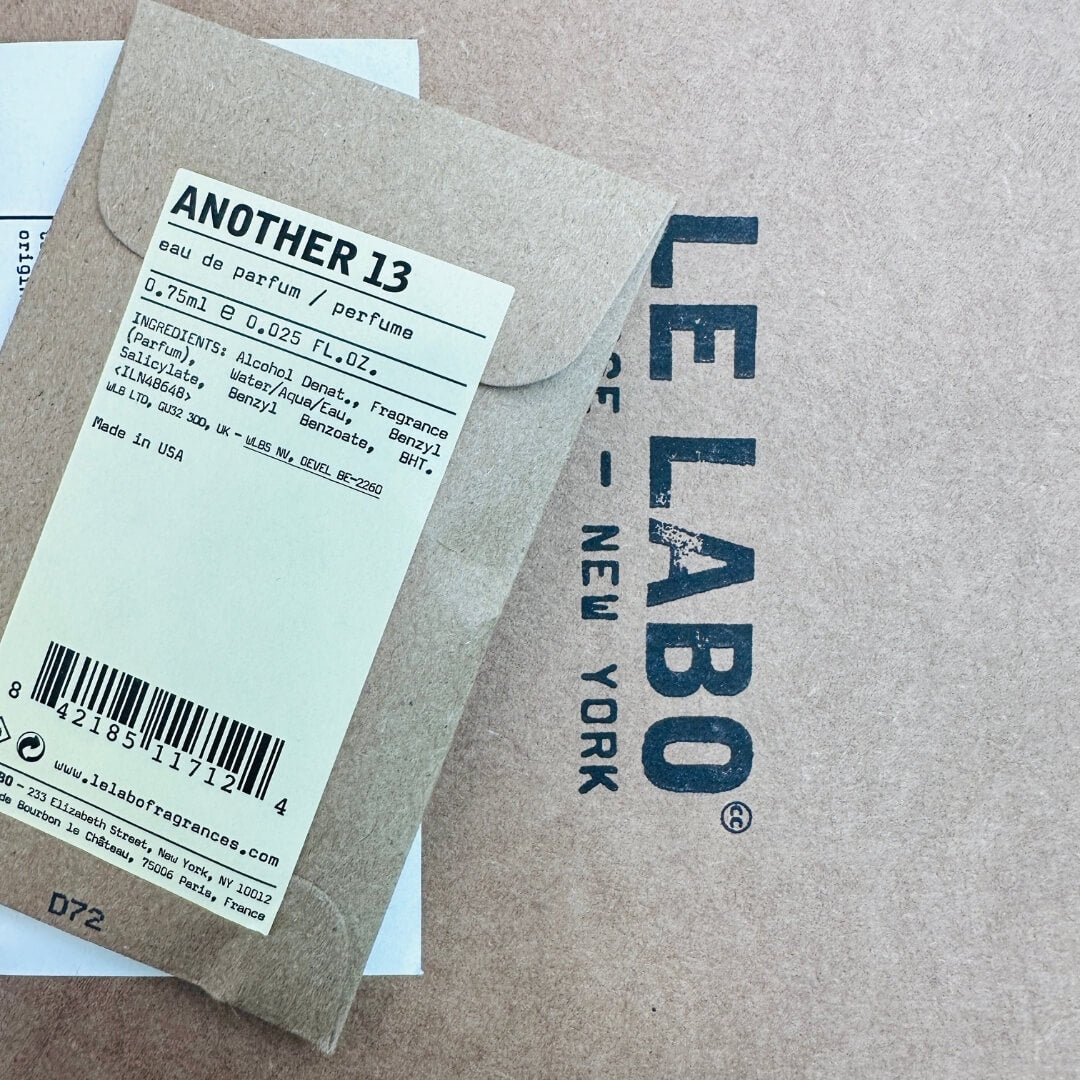 ANOTHER 13
eau de parfum / perfume
0.75ml e 0.025 FL.OZ.
INGREDIENTS: Alcohol Denat., Fragrance
(Parfum), Water/Aqua/Eau, Benzyl
Salicylate, Benzyl Benzoate, BHT.
<ILN48648>
WLB LTD, GU32 3QQ, UK - WLBS NV, DEVEL BE-2260
Made in USA
8 42185 11712 4
www.lelabofragrances.com
- 233 Elizabeth Street, New York, NY 10012
de Bourbon le Château, 75006 Paris, France
D72
LE LABO
— NEW YORK
CC